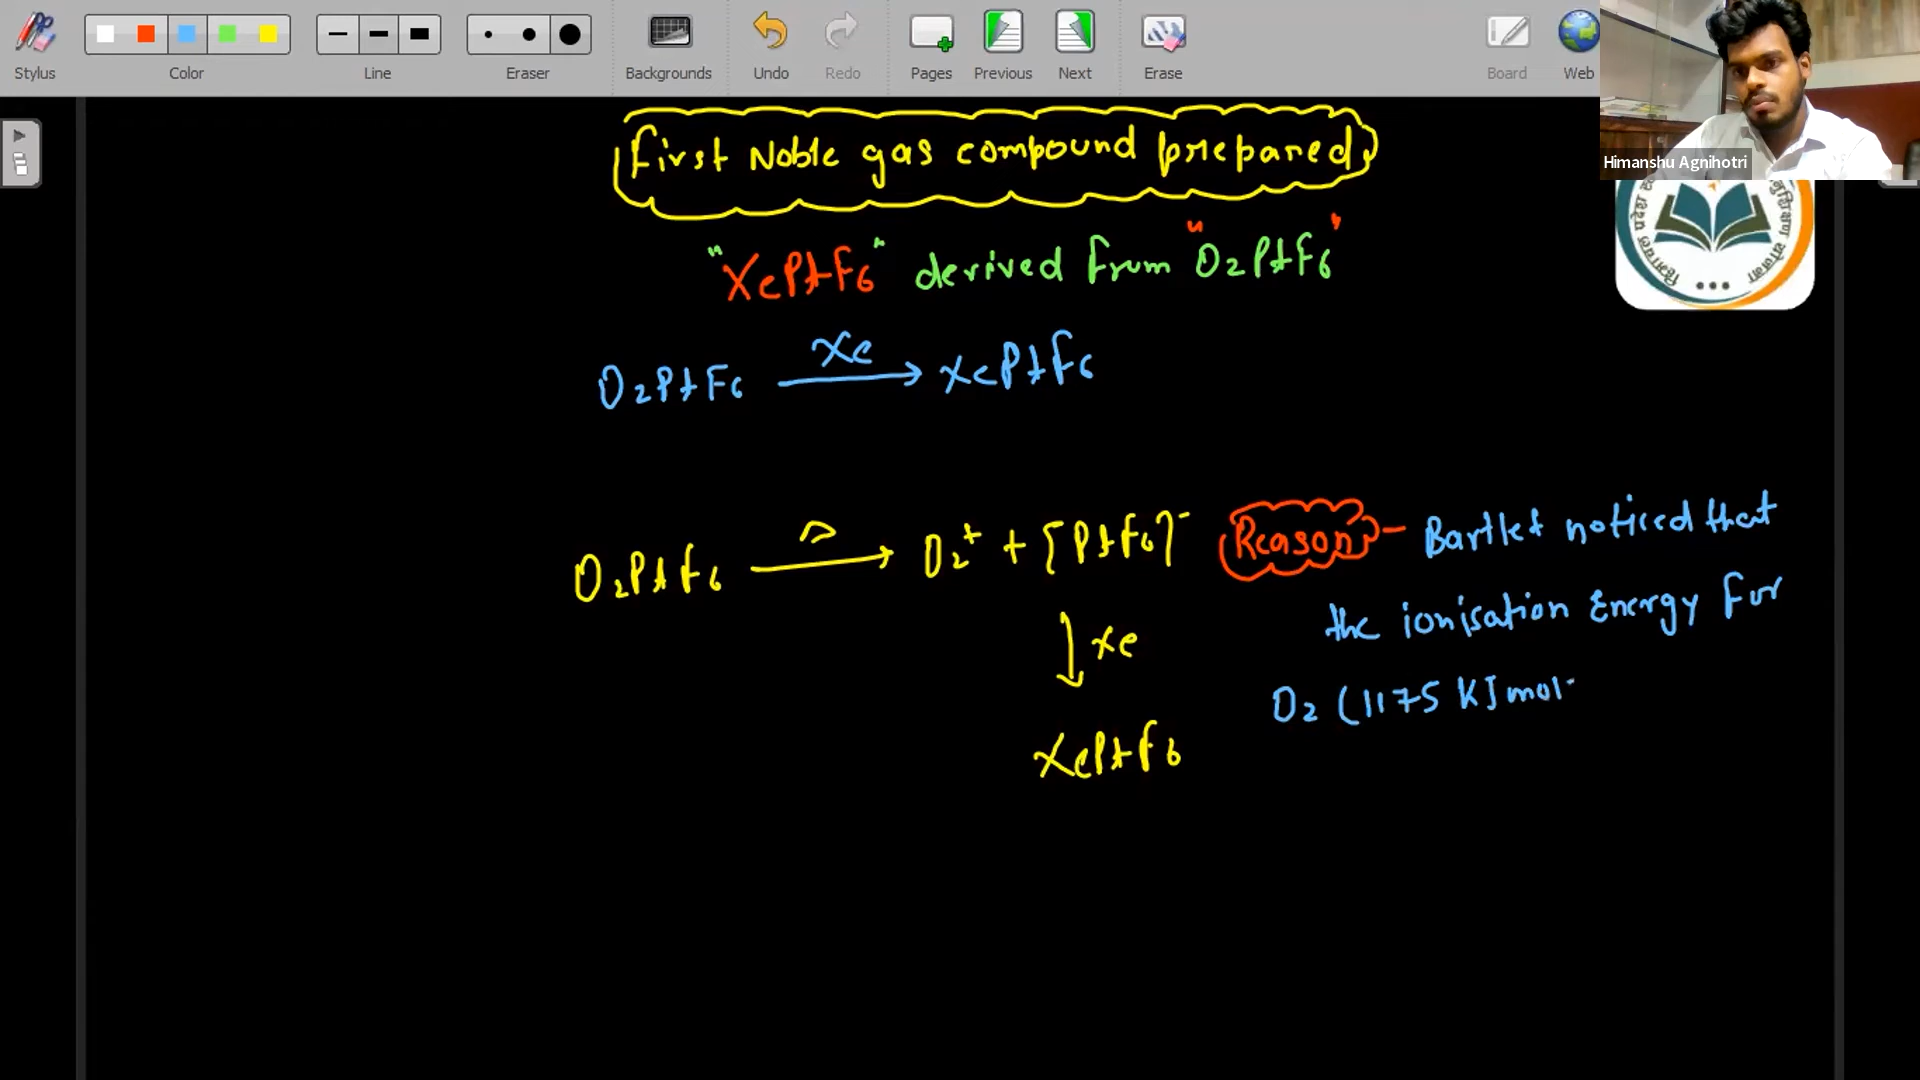 Stylus
Color
Line
Eraser
Backgrounds
Undo
Redo
Pages
Previous
Next
Erase
Board
Web
Himanshu Agnihotri
First Noble gas compound prepared
"XePtF6" derived from "O2PtF6"
O2PtF6 Xe → XePtF6
O2PtF6 Δ → O2+ + [PtF6]-
↓ Xe
XePtF6
Reason - Bartlet noticed that
the ionisation Energy For
O2 (1175 KJ mol-